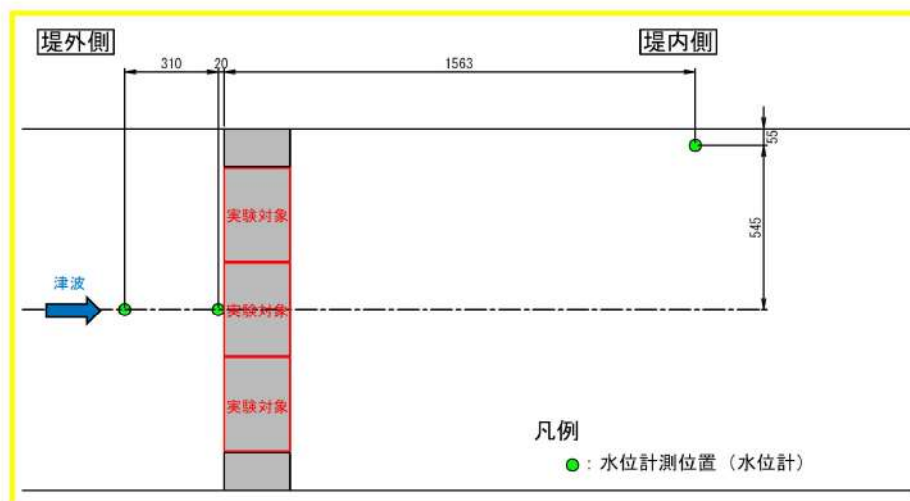 堤外側
堤内側
310
20
1563
55
545
実験対象
津波
実験対象
実験対象
凡例
：水位計測位置（水位計）